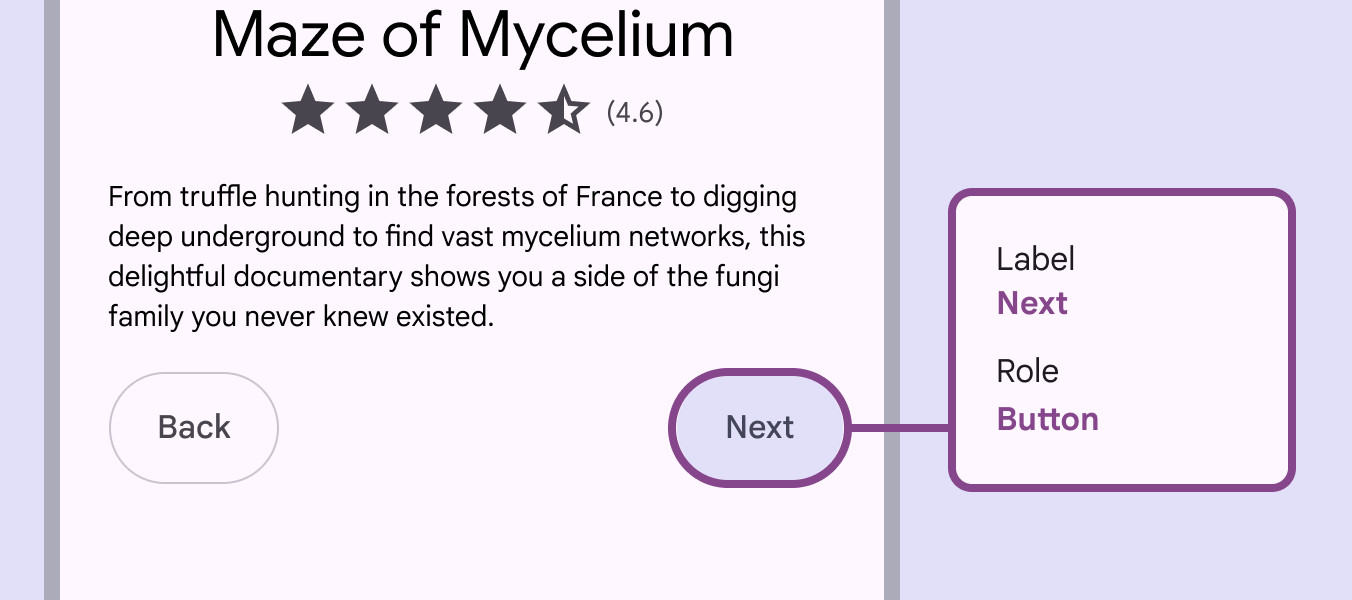 Maze of Mycelium
(4.6)
From truffle hunting in the forests of France to digging
deep underground to find vast mycelium networks, this
delightful documentary shows you a side of the fungi
family you never knew existed.
Back
Next
Label
Next
Role
Button